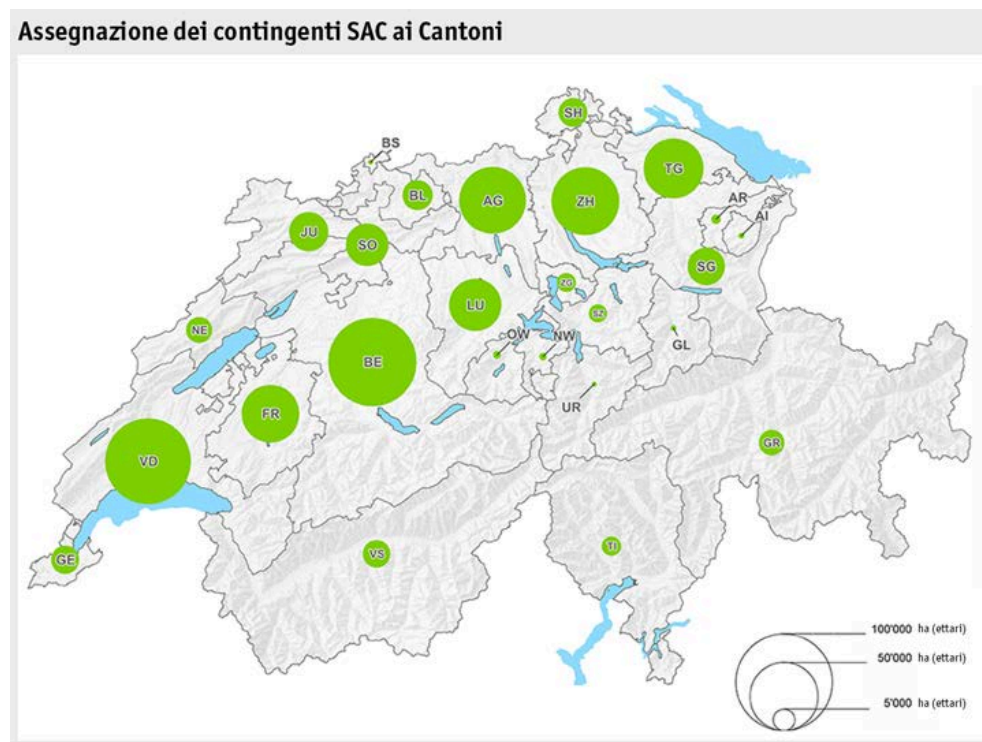 Assegnazione dei contingenti SAC ai Cantoni
SH
BS
TG
BL
AG
ZH
AR
AI
JU
SO
SG
ZG
LU
SZ
NE
OW
NW
GL
BE
UR
FR
GR
VD
VS
TI
GE
100'000 ha (ettari)
50'000 ha (ettari)
5'000 ha (ettari)